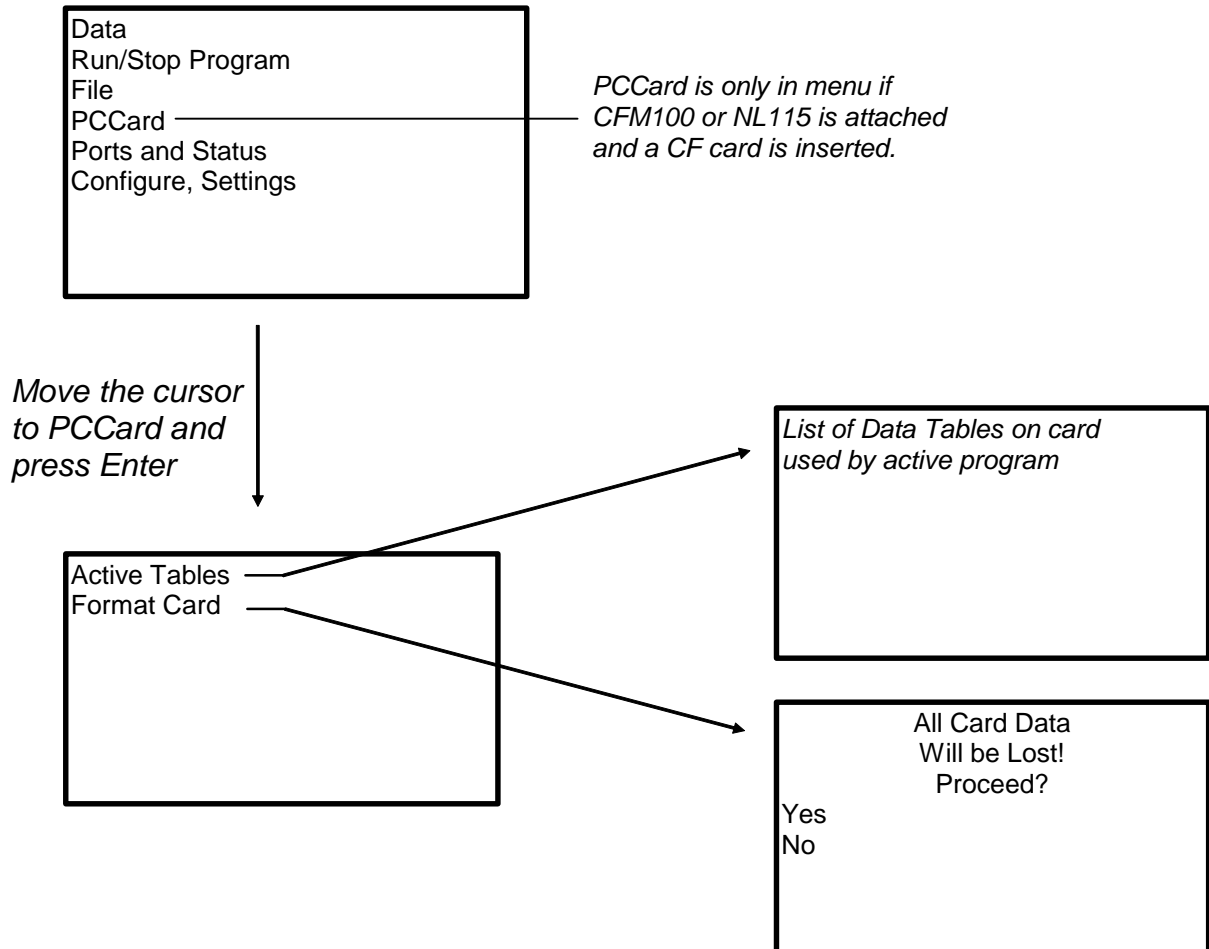 Data
Run/Stop Program
File
PCCard
Ports and Status
Configure, Settings
PCCard is only in menu if
CFM100 or NL115 is attached
and a CF card is inserted.
Move the cursor
to PCCard and
press Enter
Active Tables
Format Card
List of Data Tables on card
used by active program
All Card Data
Will be Lost!
Proceed?
Yes
No